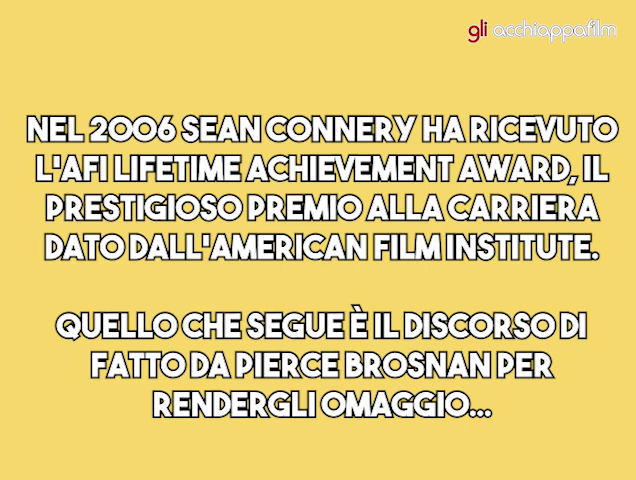 gli acchiappafilm
NEL 2006 SEAN CONNERY HA RICEVUTO
L'AFI LIFETIME ACHIEVEMENT AWARD, IL
PRESTIGIOSO PREMIO ALLA CARRIERA
DATO DALL'AMERICAN FILM INSTITUTE.
QUELLO CHE SEGUE È IL DISCORSO DI
FATTO DA PIERCE BROSNAN PER
RENDERGLI OMAGGIO...